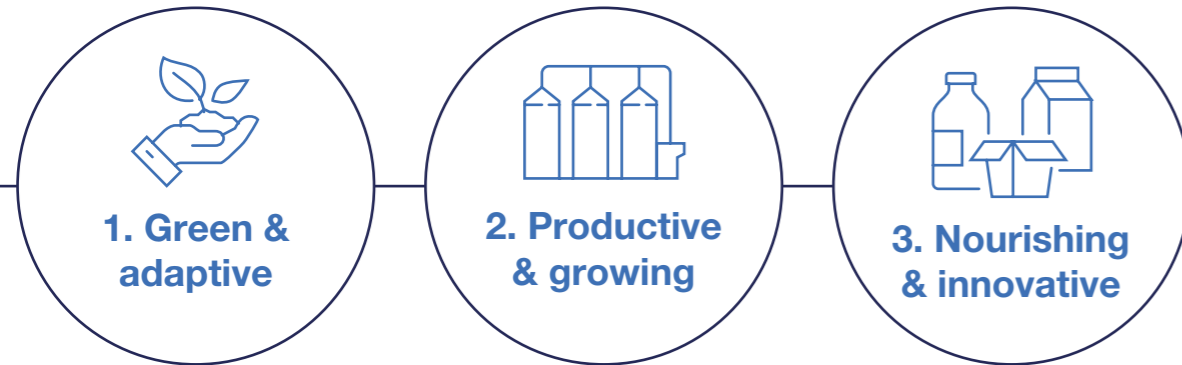 1. Green &
adaptive
2. Productive
& growing
3. Nourishing
& innovative